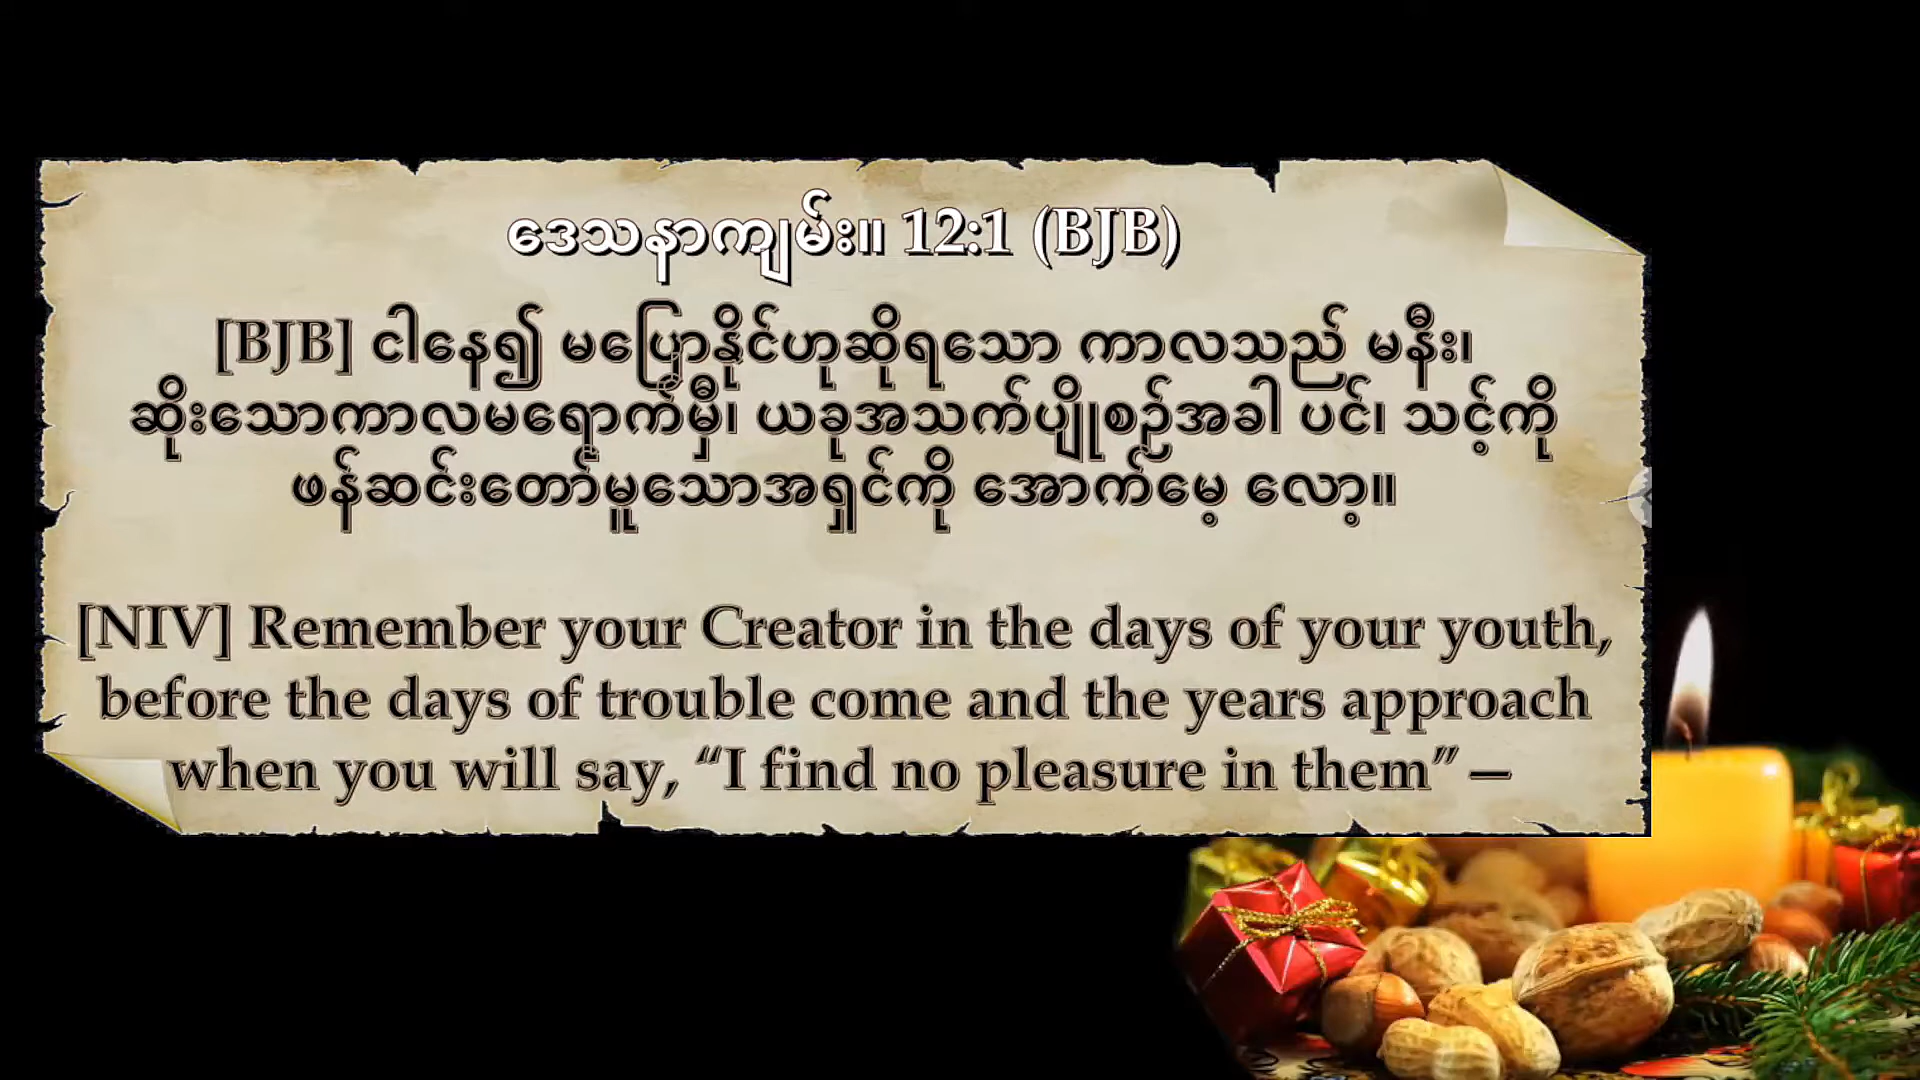 ဒေသနာကျမ်း။ 12:1 (BJB)
[BJB] ငါနေ၍ မပြောနိုင်ဟုဆိုရသော ကာလသည် မနီး၊
ဆိုးသောကာလမရောက်မှီ၊ ယခုအသက်ပျိုစဉ်အခါ ပင်၊ သင့်ကို
ဖန်ဆင်းတော်မူသောအရှင်ကို အောက်မေ့ လော့။
[NIV] Remember your Creator in the days of your youth,
before the days of trouble come and the years approach
when you will say, “I find no pleasure in them”—